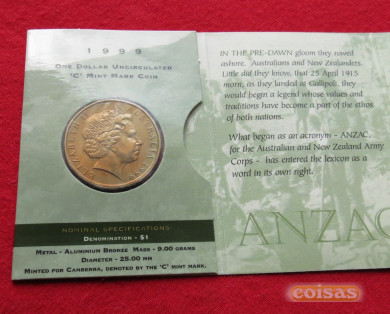 1999
ONE DOLLAR UNCIRCULATED
'C' MINT MARK COIN
NOMINAL SPECIFICATIONS
DENOMINATION - $1
METAL - ALUMINIUM BRONZE MASS - 9.00 GRAMS
DIAMETER - 25.00 MM
MINTED FOR CANBERRA, DENOTED BY THE 'C' MINT MARK.
IN THE PRE-DAWN gloom they rowed
ashore. Australians and New Zealanders.
Little did they know, that 25 April 1915
morn, as they landed at Gallipoli, they
would begin a legend whose values and
traditions have become a part of the ethos
of both nations.
What began as an acronym - ANZAC,
for the Australian and New Zealand Army
Corps - has entered the lexicon as a
word in its own right.
ANZAC
coisas